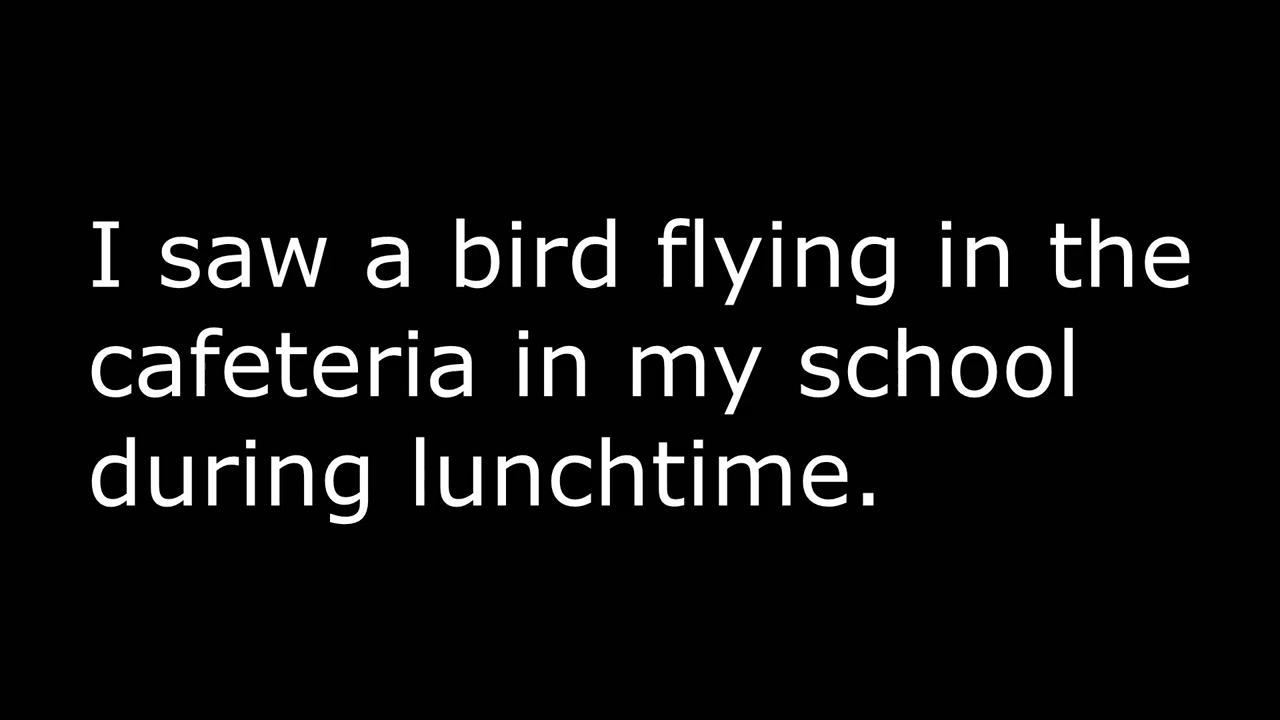 I saw a bird flying in the
cafeteria in my school
during lunchtime.